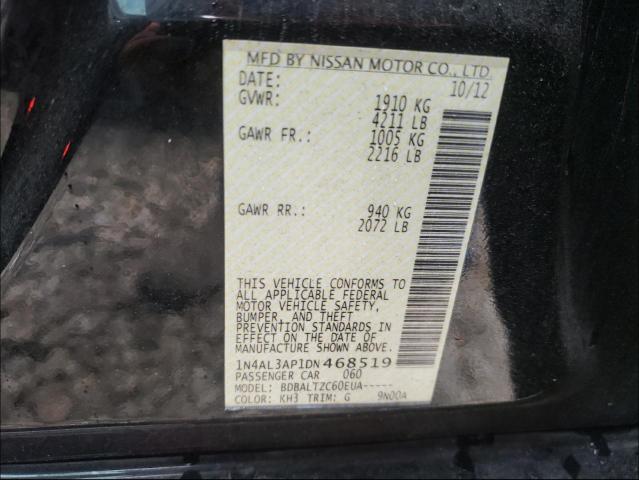 MFD BY NISSAN MOTOR CO., LTD.
DATE: 10/12
GVWR: 1910 KG
4211 LB
GAWR FR.: 1005 KG
2216 LB
GAWR RR.: 940 KG
2072 LB
THIS VEHICLE CONFORMS TO
ALL APPLICABLE FEDERAL
MOTOR VEHICLE SAFETY,
BUMPER, AND THEFT
PREVENTION STANDARDS IN
EFFECT ON THE DATE OF
MANUFACTURE SHOWN ABOVE.
1N4AL3AP1DN 468519
PASSENGER CAR 060
MODEL: BDBALTZC60EUA-----
COLOR: KH3 TRIM: G 9N00A